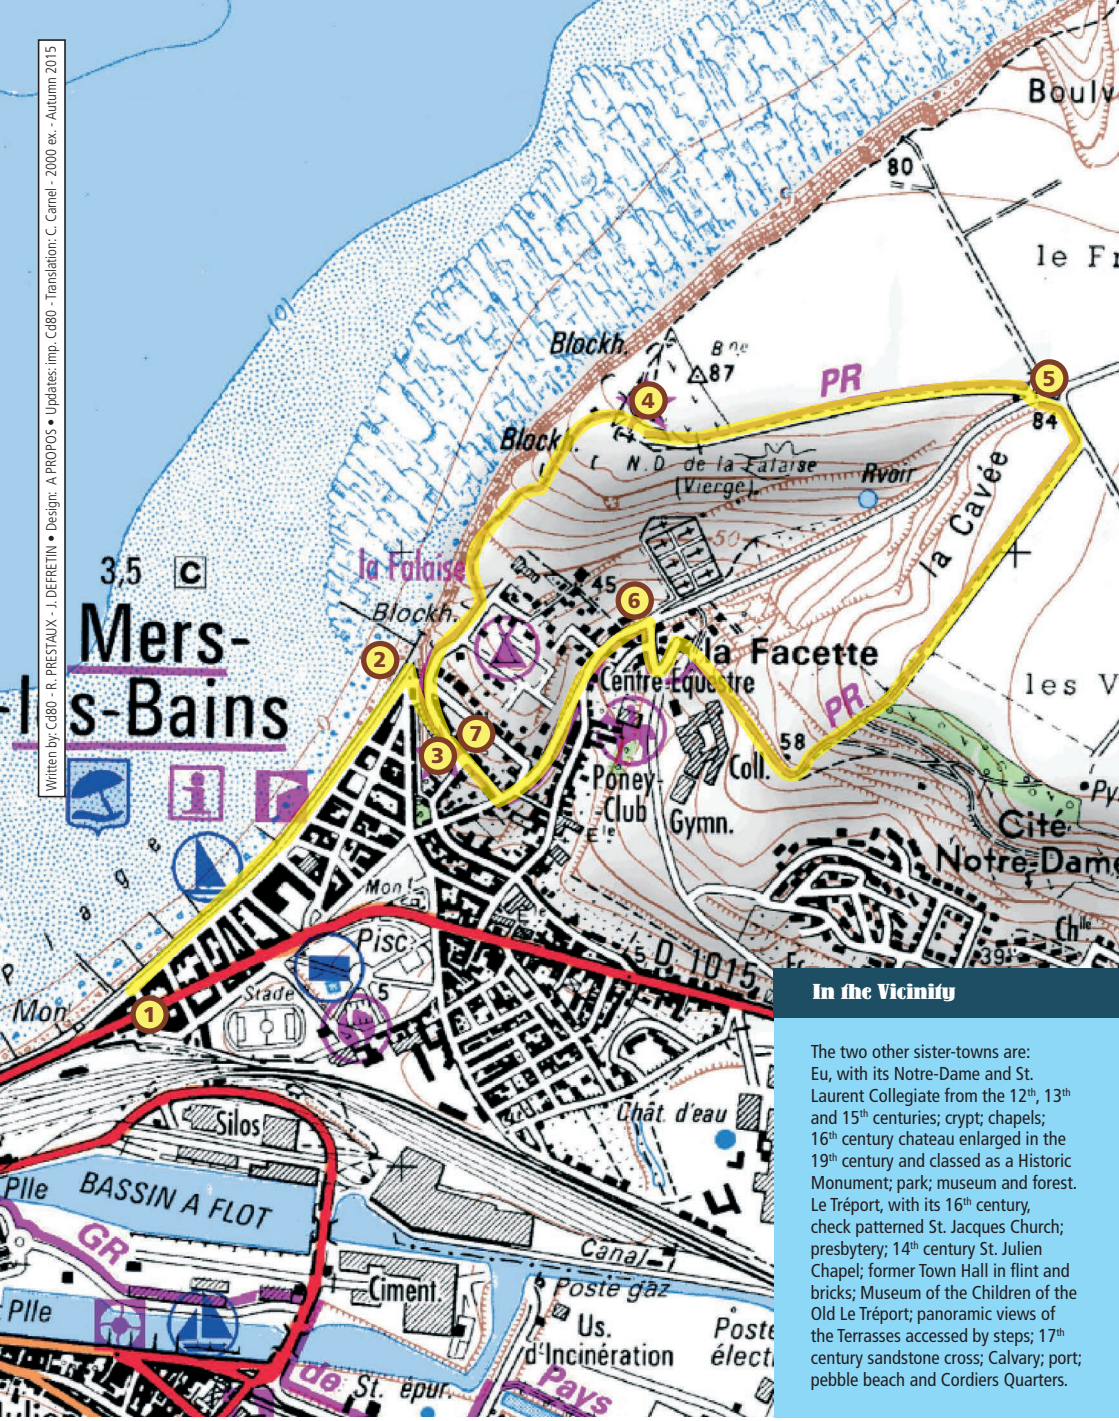 Written by: Cd80 - R. PRESTAUX - J. DEFRETIN • Design: A PROPOS • Updates: imp. Cd80 - Translation: C. Carnel - 2000 ex. - Autumn 2015
Boulv
80
le Fr
Blockh.
Bne
87
PR
5
4
84
Blockh.
N.D de la Falaise
(Vierge)
Rvoir
la Cavée
50
3,5
C
la Falaise
45
6
Blockh.
Mers-
2
la Facette
Centre Equestre
les V
-les-Bains
PR
7
3
58
Coll.
Poney-
-Club
Gymn.
Ele
Py
Cité
Notre-Dame
Mont
Chlle
Pisc.
5
D. 1015
39
Mon
1
Stade
5
In the Vicinity
The two other sister-towns are:
Eu, with its Notre-Dame and St.
Laurent Collegiate from the 12th, 13th
and 15th centuries; crypt; chapels;
16th century chateau enlarged in the
19th century and classed as a Historic
Monument; park; museum and forest.
Le Tréport, with its 16th century,
check patterned St. Jacques Church;
presbytery; 14th century St. Julien
Chapel; former Town Hall in flint and
bricks; Museum of the Children of the
Old Le Tréport; panoramic views of
the Terrasses accessed by steps; 17th
century sandstone cross; Calvary; port;
pebble beach and Cordiers Quarters.
Silos
Chât. d'eau
Plle
BASSIN A FLOT
GR
Canal
Ciment.
Poste gaz
Plle
Us.
d'Incinération
Poste
électr
de
St. épur.
Pays